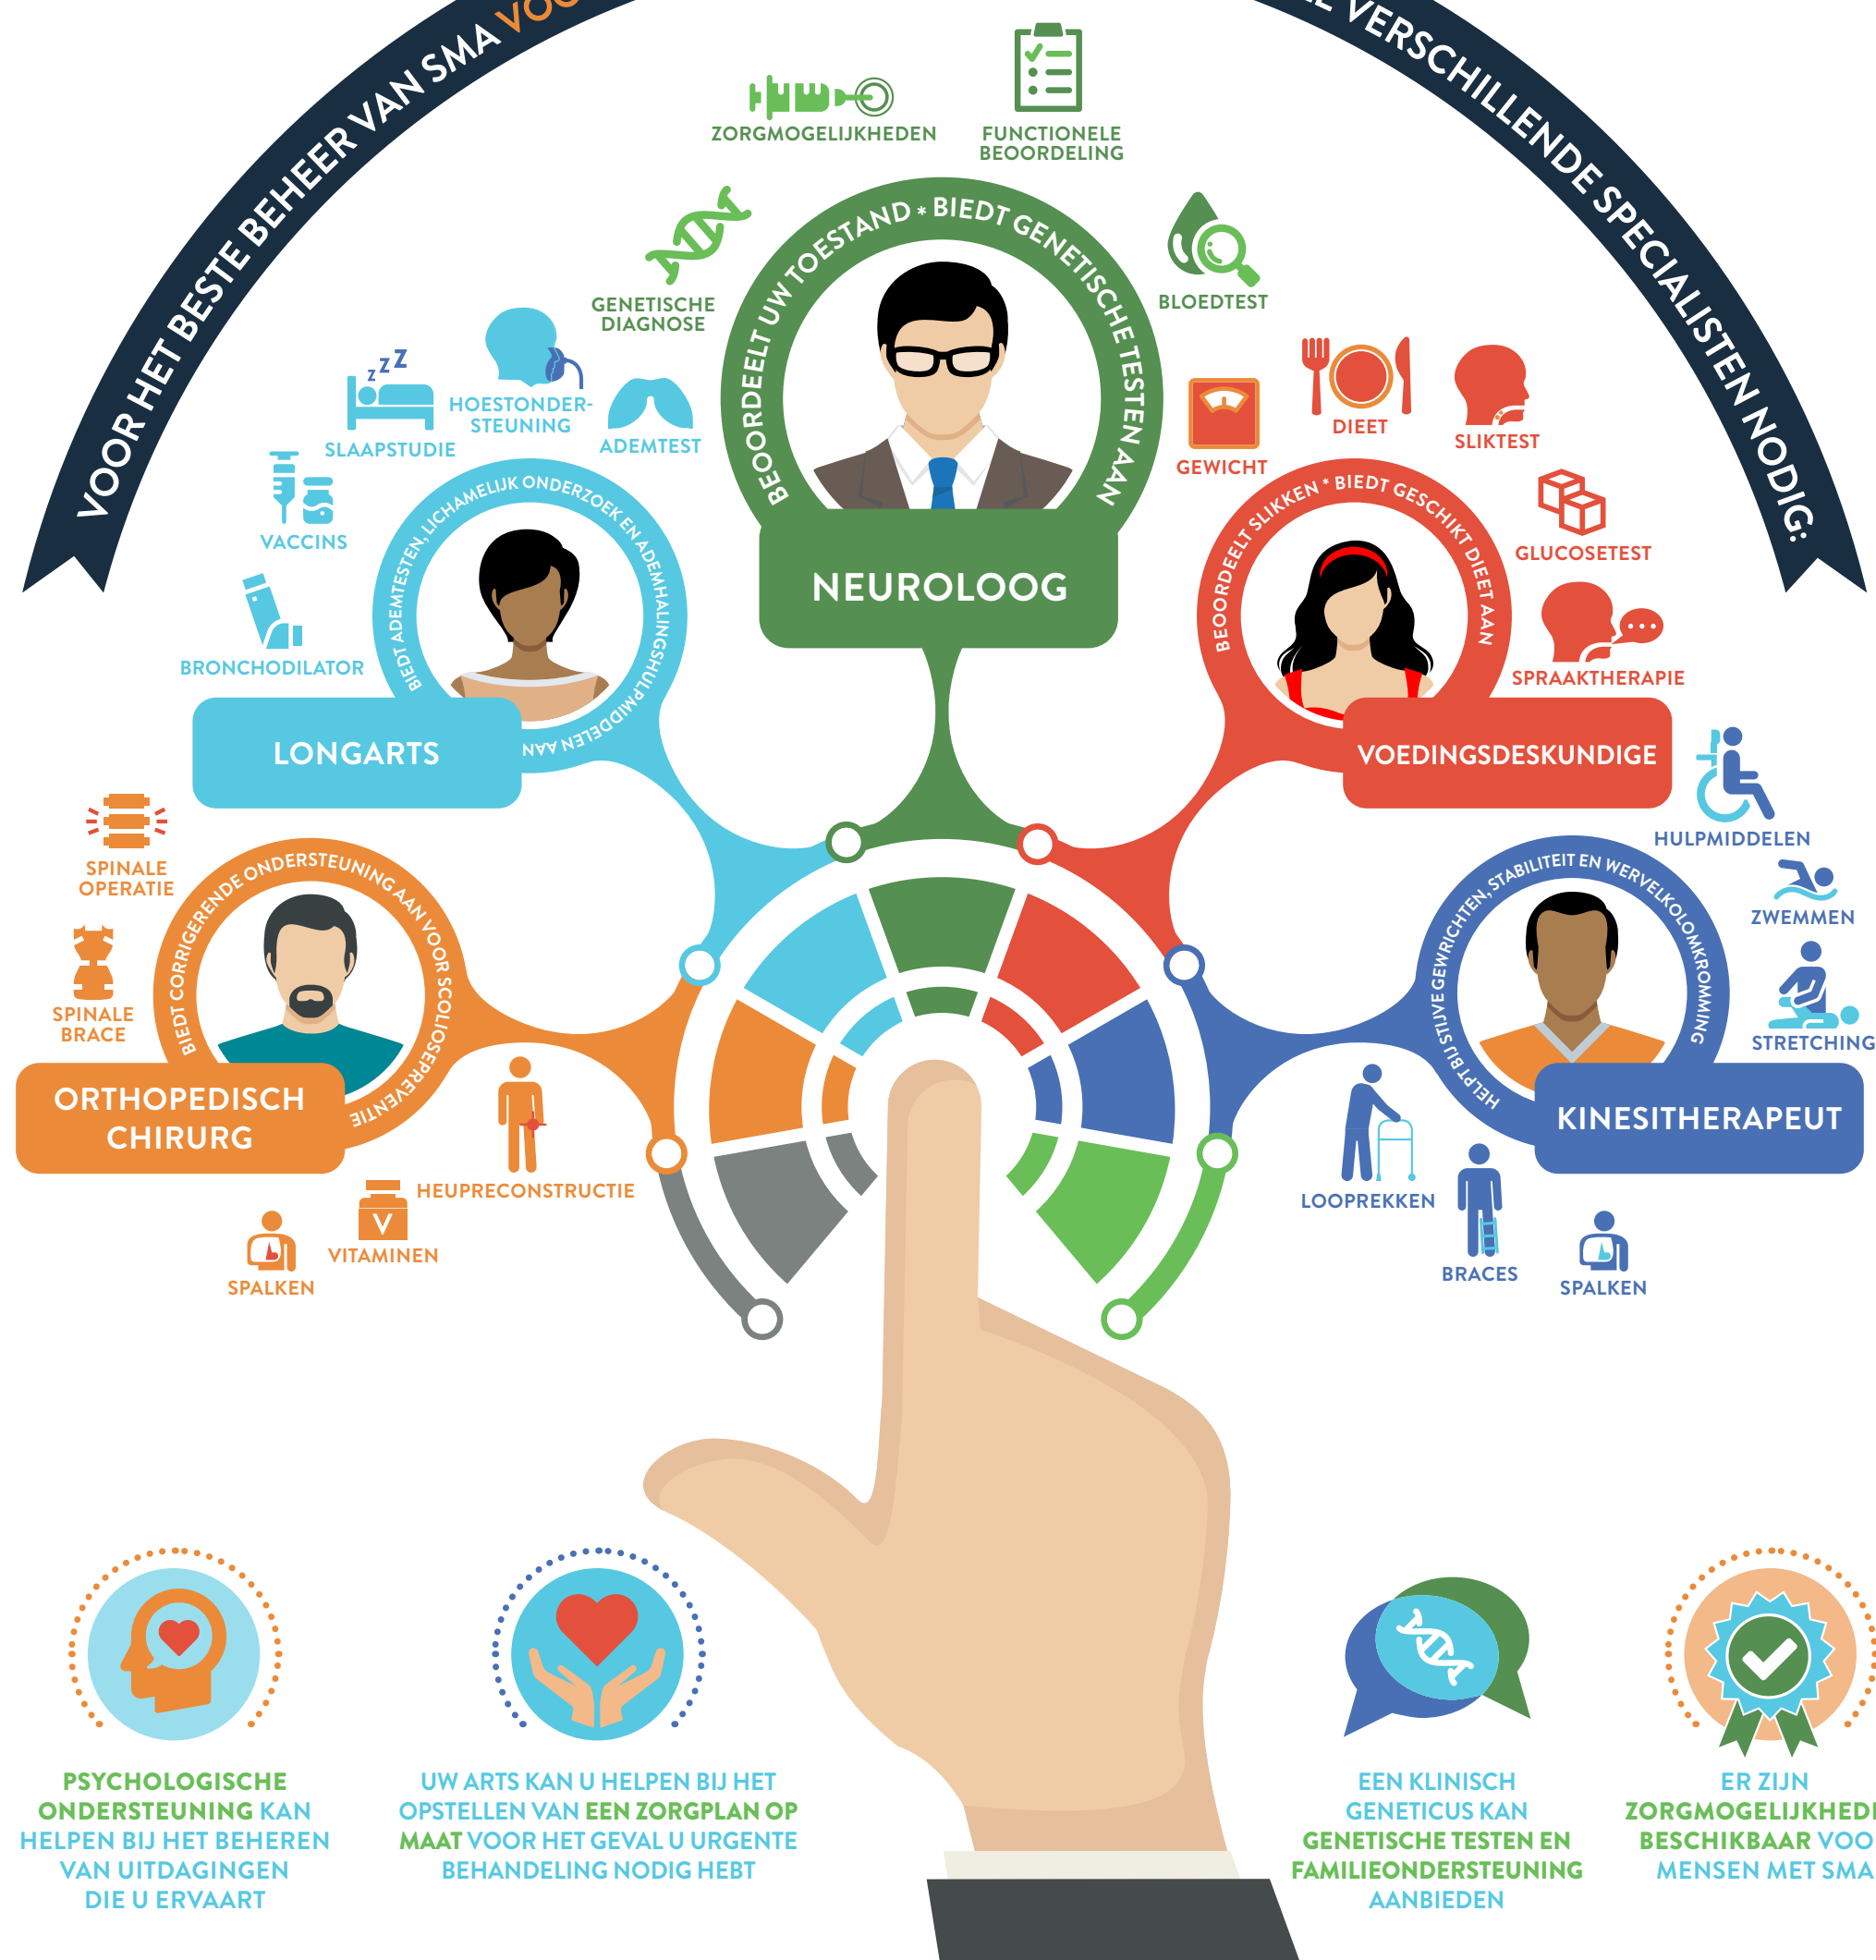 VOOR HET BESTE BEHEER VAN SMA
VERSCHILLENDE SPECIALISTEN NODIG:
ZORGMOGELIJKHEDEN
FUNCTIONELE
BEOORDELING
GENETISCHE
DIAGNOSE
BLOEDTEST
BEOORDEELT UW TOESTAND * BIEDT GENETISCHE TESTEN AAN
NEUROLOOG
SLAAPSTUDIE
z z Z
HOESTONDER-
STEUNING
ADEMTEST
VACCINS
BRONCHODILATOR
BIEDT ADEMTESTEN, LICHAMELIJK ONDERZOEK EN ADEMHALINGSHULPMIDDELEN AAN
LONGARTS
GEWICHT
DIEET
SLIKTEST
GLUCOSETEST
SPRAAKTHERAPIE
BEOORDEELT SLIKKEN * BIEDT GESCHIKT DIEET AAN
VOEDINGSDESKUNDIGE
SPINALE
OPERATIE
SPINALE
BRACE
BIEDT CORRIGERENDE ONDERSTEUNING AAN VOOR SCOLIOSEPREVENTIE
ORTHOPEDISCH
CHIRURG
HEUPRECONSTRUCTIE
V
VITAMINEN
SPALKEN
HULPMIDDELEN
ZWEMMEN
STRETCHING
HELPT BIJ STIJVE GEWRICHTEN, STABILITEIT EN WERVELKOLOMKROMMING
KINESITHERAPEUT
LOOPREKKEN
BRACES
SPALKEN
PSYCHOLOGISCHE
ONDERSTEUNING KAN
HELPEN BIJ HET BEHEREN
VAN UITDAGINGEN
DIE U ERVAART
UW ARTS KAN U HELPEN BIJ HET
OPSTELLEN VAN EEN ZORGPLAN OP
MAAT VOOR HET GEVAL U URGENTE
BEHANDELING NODIG HEBT
EEN KLINISCH
GENETICUS KAN
GENETISCHE TESTEN EN
FAMILIEONDERSTEUNING
AANBIEDEN
ER ZIJN
BESCHIKBAAR
MENSEN MET SMA